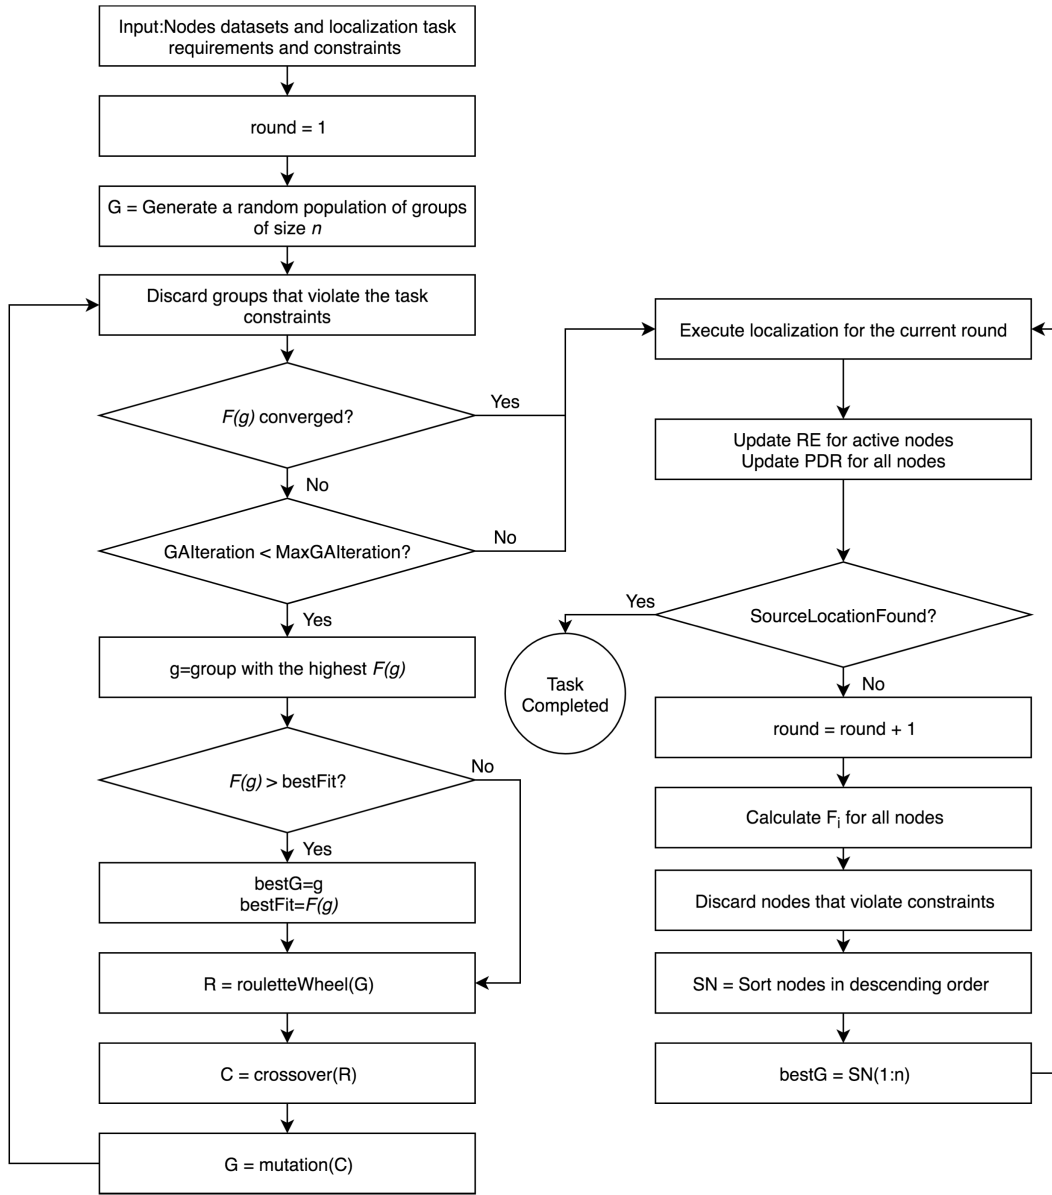 Input:Nodes datasets and localization task
requirements and constraints
round = 1
G = Generate a random population of groups
of size n
Discard groups that violate the task
constraints
F(g) converged?
Yes
No
GAIteration < MaxGAIteration?
No
Yes
g=group with the highest F(g)
F(g) > bestFit?
No
Yes
bestG=g
bestFit=F(g)
R = rouletteWheel(G)
C = crossover(R)
G = mutation(C)
Execute localization for the current round
Update RE for active nodes
Update PDR for all nodes
SourceLocationFound?
Yes
Task
Completed
No
round = round + 1
Calculate Fi for all nodes
Discard nodes that violate constraints
SN = Sort nodes in descending order
bestG = SN(1:n)